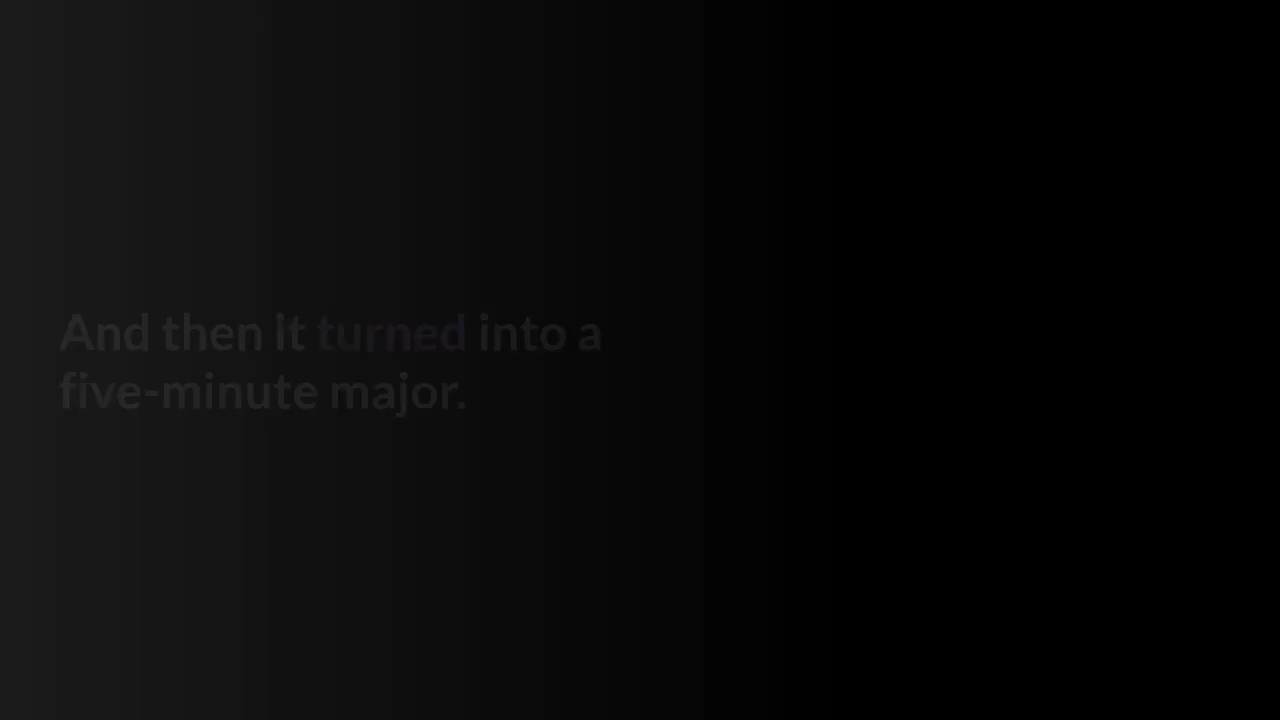 And then it turned into a
five-minute major.